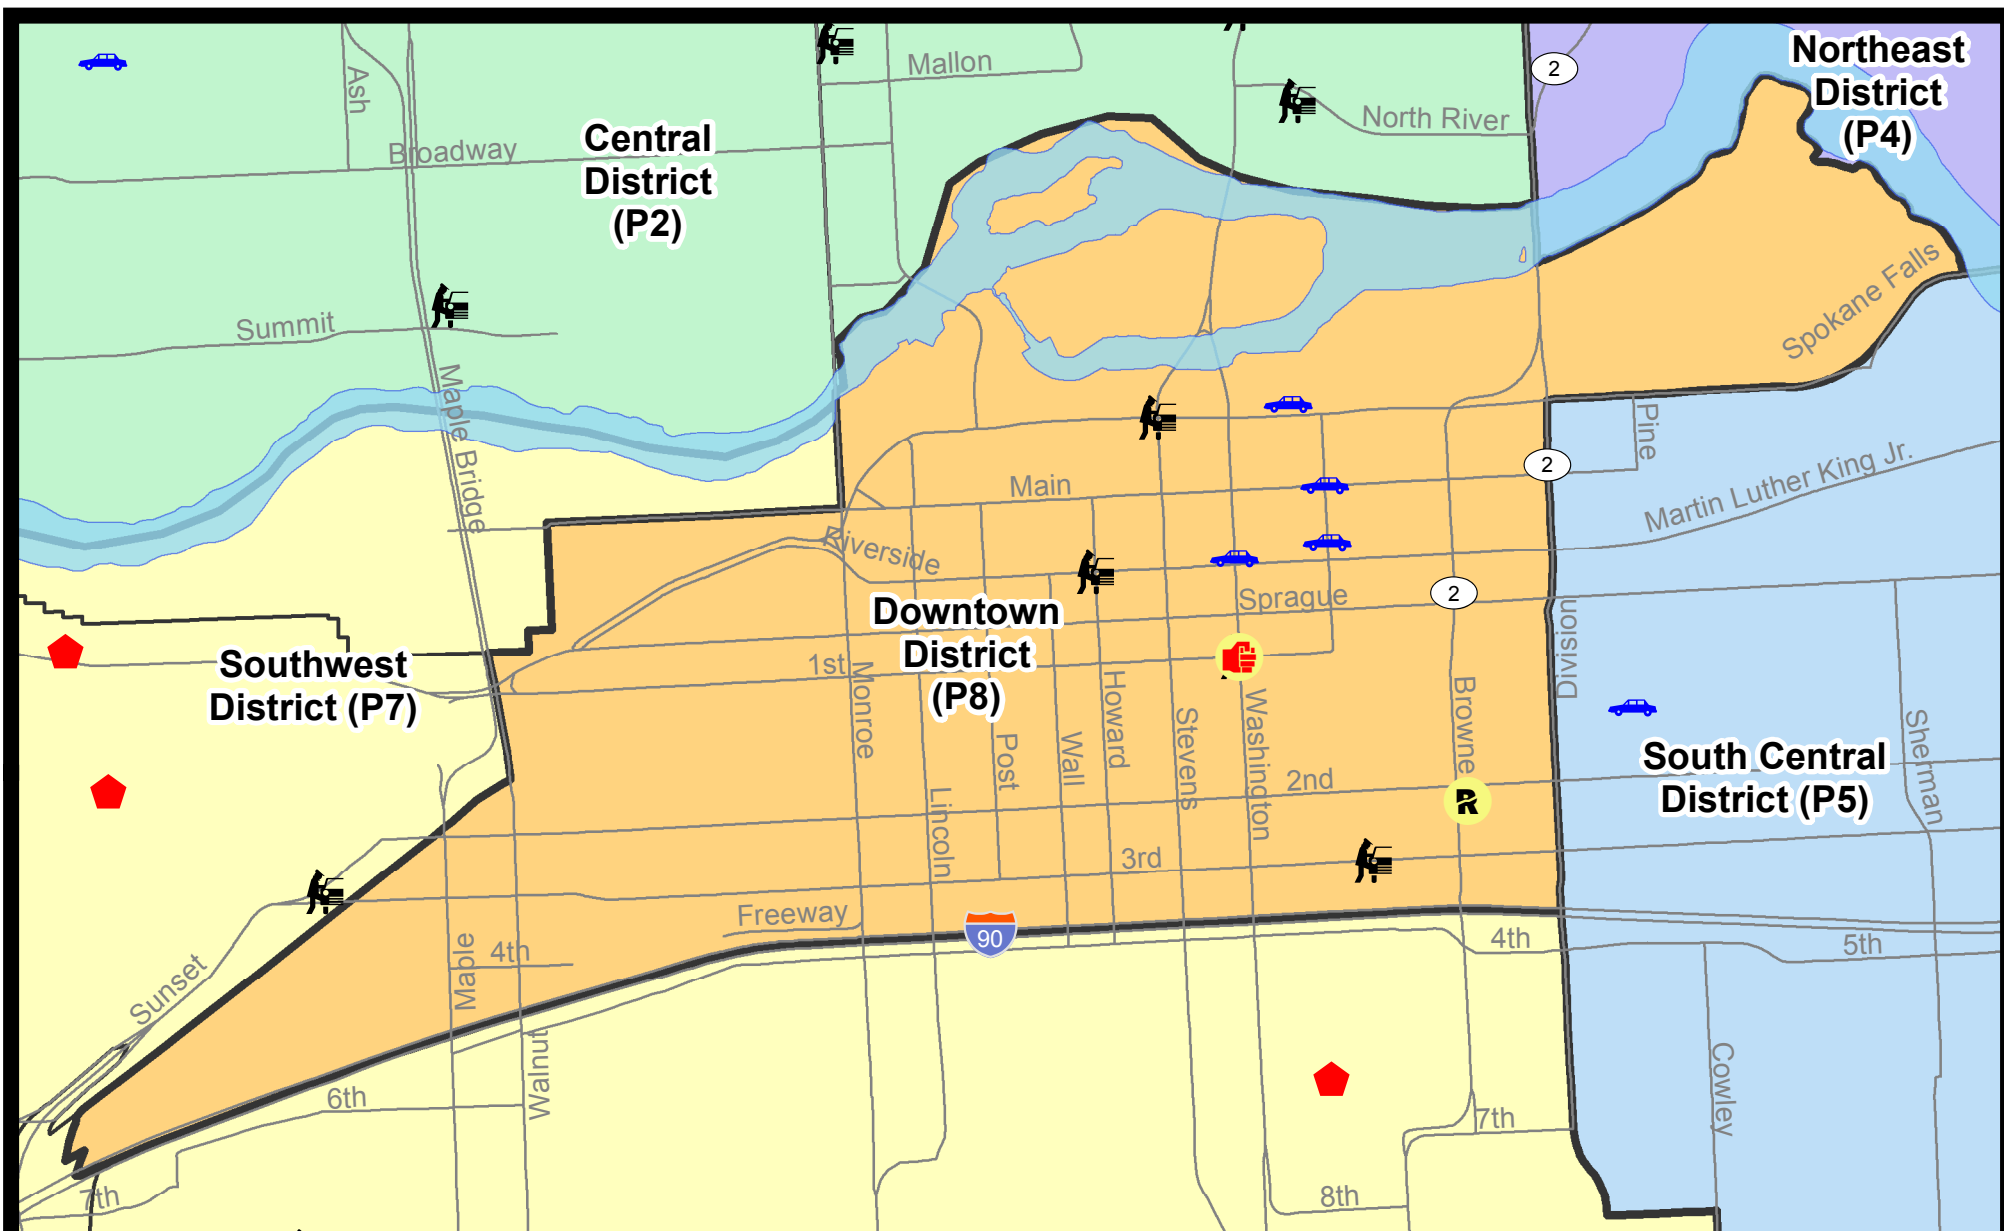 Northeast
District
(P4)
2
Mallon
Ash
North River
Central
District
(P2)
Broadway
Spokane Falls
Summit
Maple Bridge
Pine
2
Martin Luther King Jr.
Main
Riverside
2
Sprague
Downtown
District
(P8)
Division
Southwest
District (P7)
1st
Monroe
Howard
Washington
Browne
Stevens
Sherman
South Central
District (P5)
Post
Wall
2nd
Lincoln
R
3rd
Freeway
90
4th
5th
4th
Maple
Sunset
Walnut
Cowley
6th
7th
7th
8th